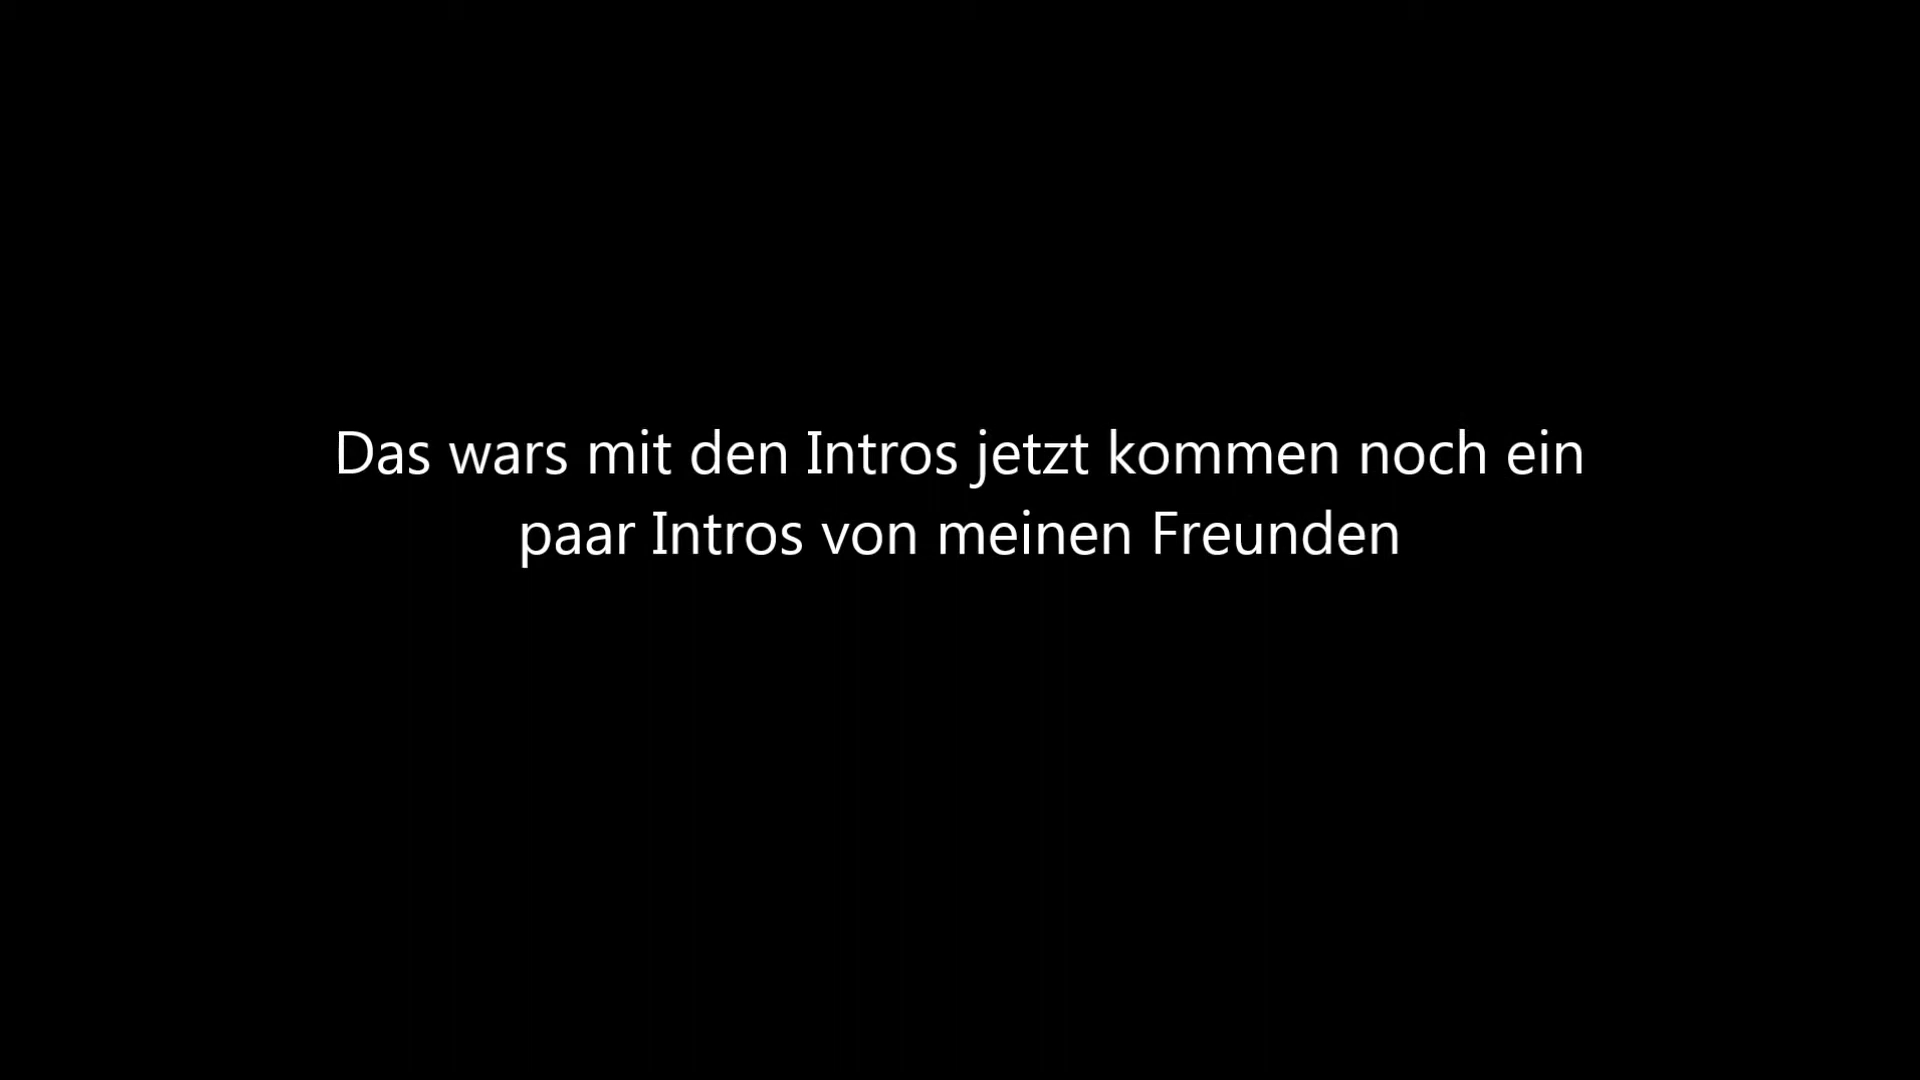 Das wars mit den Intros jetzt kommen noch ein
paar Intros von meinen Freunden